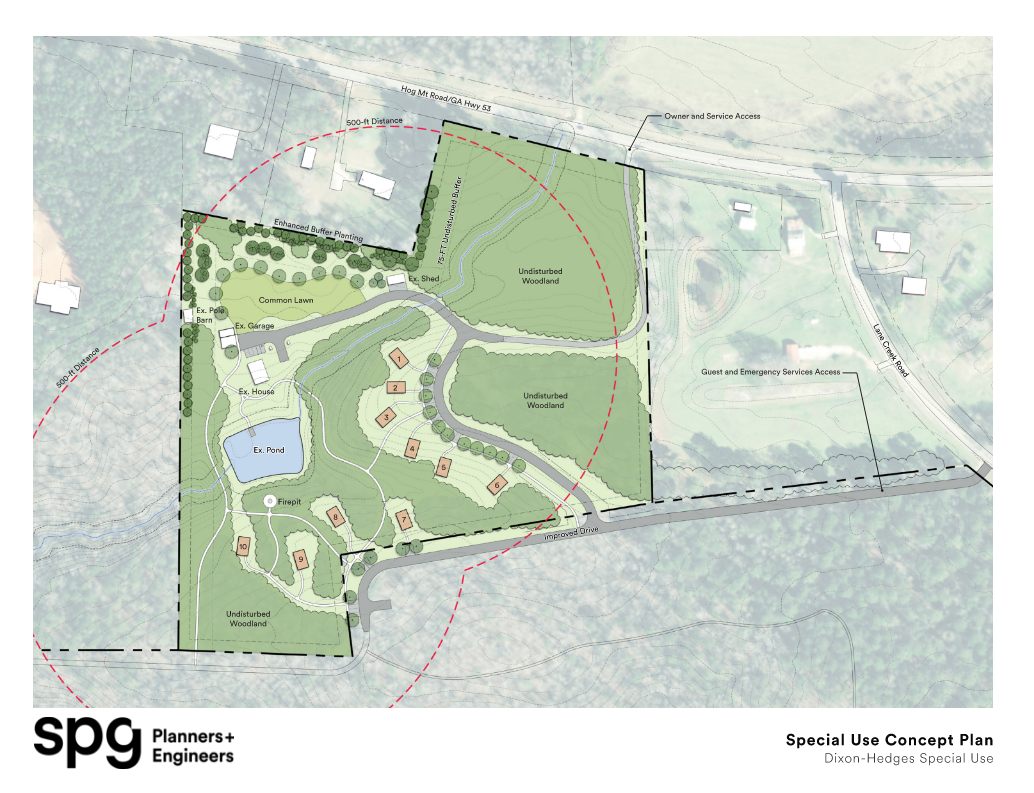 Hog Mt Road/GA Hwy 53
500-ft Distance
Owner and Service Access
75-FT Undisturbed Buffer
Enhanced Buffer Planting
Ex. Shed
Undisturbed
Woodland
Common Lawn
Ex. Pole
Barn
Ex. Garage
Lane Creek Road
500-ft Distance
1
Guest and Emergency Services Access
2
Ex. House
Undisturbed
Woodland
3
4
Ex. Pond
5
6
Firepit
8
7
Improved Drive
10
9
Undisturbed
Woodland
spg
Planners+
Engineers
Special Use Concept Plan
Dixon-Hedges Special Use